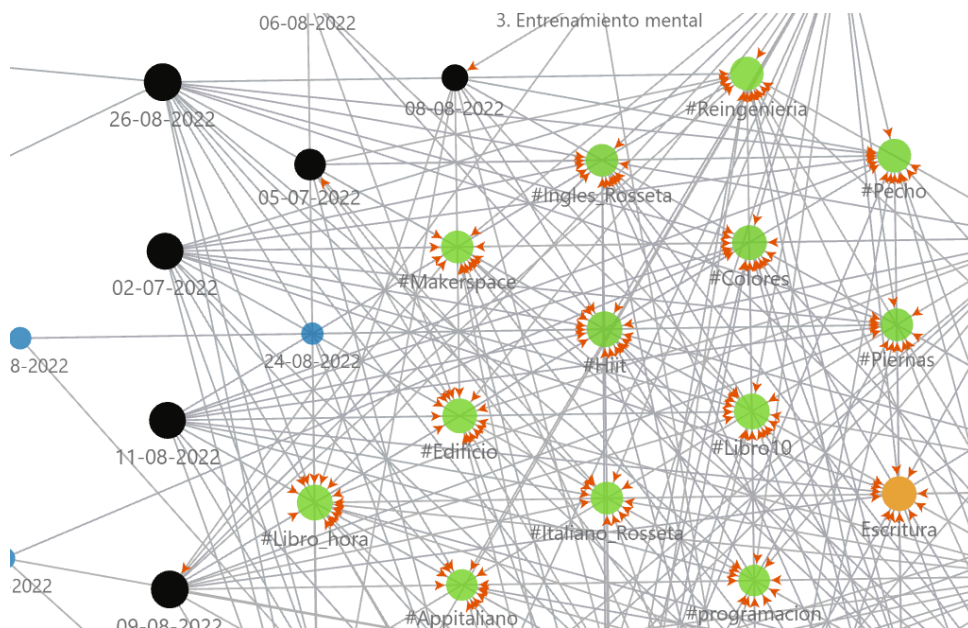 06-08-2022
3. Entrenamiento mental
26-08-2022
08-08-2022
#Reingenieria
05-07-2022
#Ingles_Rosseta
#Pecho
02-07-2022
#Makerspace
#Colores
8-2022
24-08-2022
#Hiit
#Piernas
11-08-2022
#Edificio
#Libro10
#Libro_hora
#Italiano_Rosseta
Escritura
2022
09-08-2022
#Appitaliano
#programacion